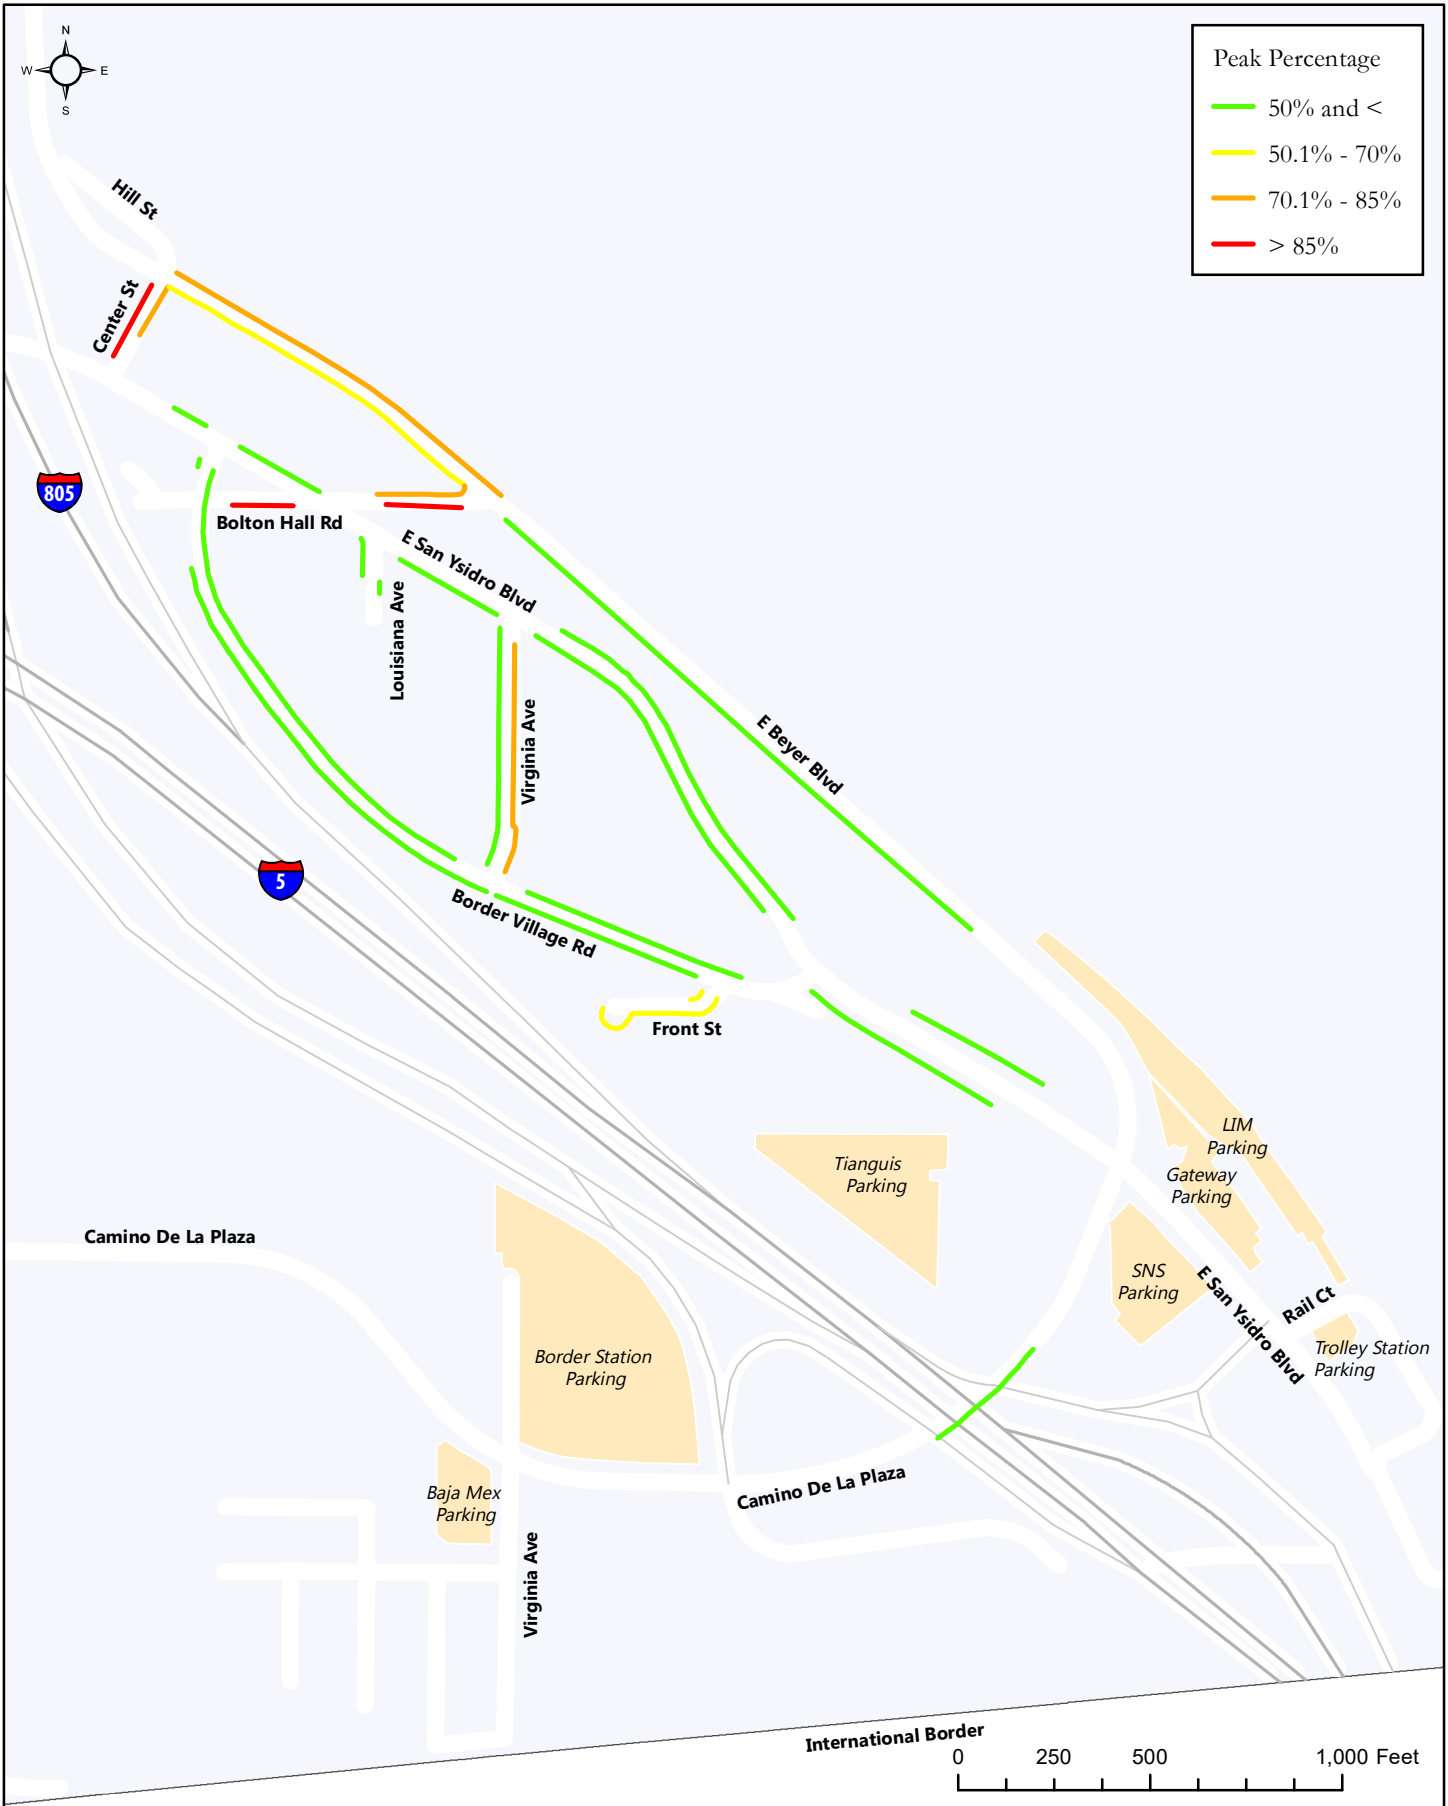 N
W
E
S
Peak Percentage
50% and <
50.1% - 70%
70.1% - 85%
> 85%
Hill St
Center St
805
Bolton Hall Rd
E San Ysidro Blvd
Louisiana Ave
Virginia Ave
E Beyer Blvd
5
Border Village Rd
Front St
LIM
Parking
Tianguis
Parking
Gateway
Parking
Camino De La Plaza
SNS
Parking
E San Ysidro Blvd
Rail Ct
Trolley Station
Parking
Border Station
Parking
Baja Mex
Parking
Camino De La Plaza
Virginia Ave
International Border
0
250
500
1,000 Feet